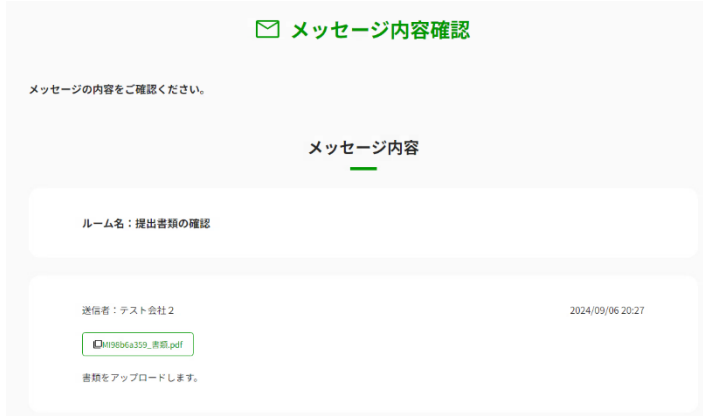 メッセージ内容確認
メッセージの内容をご確認ください。
メッセージ内容
ルーム名：提出書類の確認
送信者：テスト会社２ 2024/09/06 20:27
MI98b6a359_書類.pdf
書類をアップロードします。